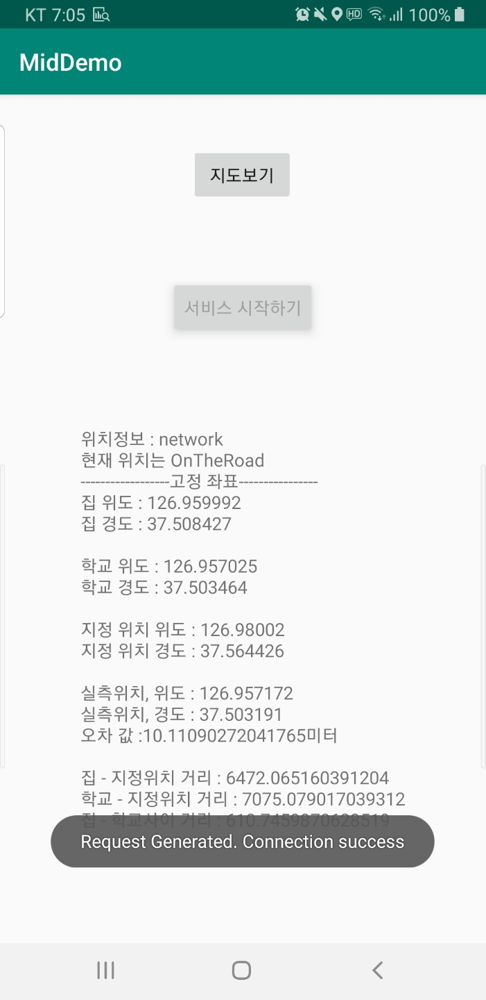 KT 7:05 HD 100%
MidDemo
지도보기
서비스 시작하기
위치정보 : network
현재 위치는 OnTheRoad
------------------고정 좌표----------------
집 위도 : 126.959992
집 경도 : 37.508427
학교 위도 : 126.957025
학교 경도 : 37.503464
지정 위치 위도 : 126.98002
지정 위치 경도 : 37.564426
실측위치, 위도 : 126.957172
실측위치, 경도 : 37.503191
오차 값 :10.11090272041765미터
집 - 지정위치 거리 : 6472.065160391204
학교 - 지정위치 거리 : 7075.079017039312
집 - 학교사이 거리 : 610.7459870628519
Request Generated. Connection success